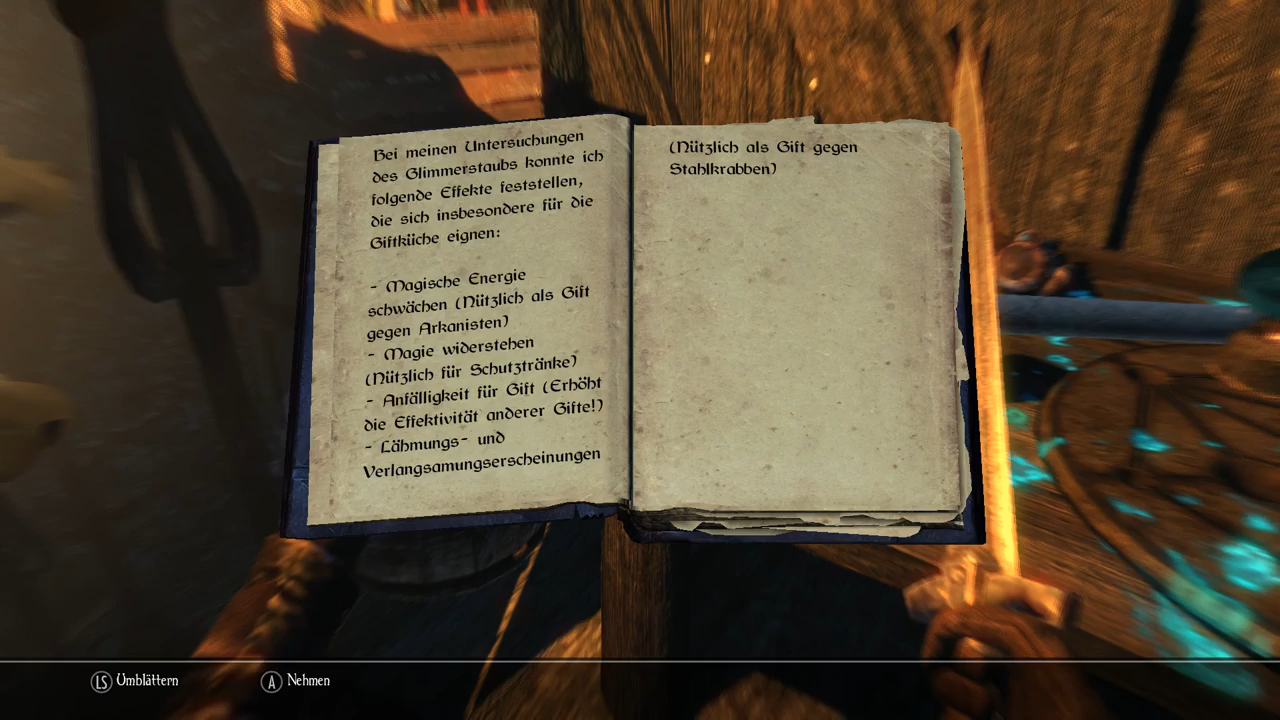 Bei meinen Untersuchungen
des Glimmerstaubs konnte ich
folgende Effekte feststellen,
die sich insbesondere für die
Giftküche eignen:
- Magische Energie
schwächen (Nützlich als Gift
gegen Arkanisten)
- Magie widerstehen
(Nützlich für Schutztränke)
- Anfälligkeit für Gift (Erhöht
die Effektivität anderer Gifte!)
- Lähmungs- und
Verlangsamungserscheinungen
(Nützlich als Gift gegen
Stahlkrabben)
LS Umblättern A Nehmen